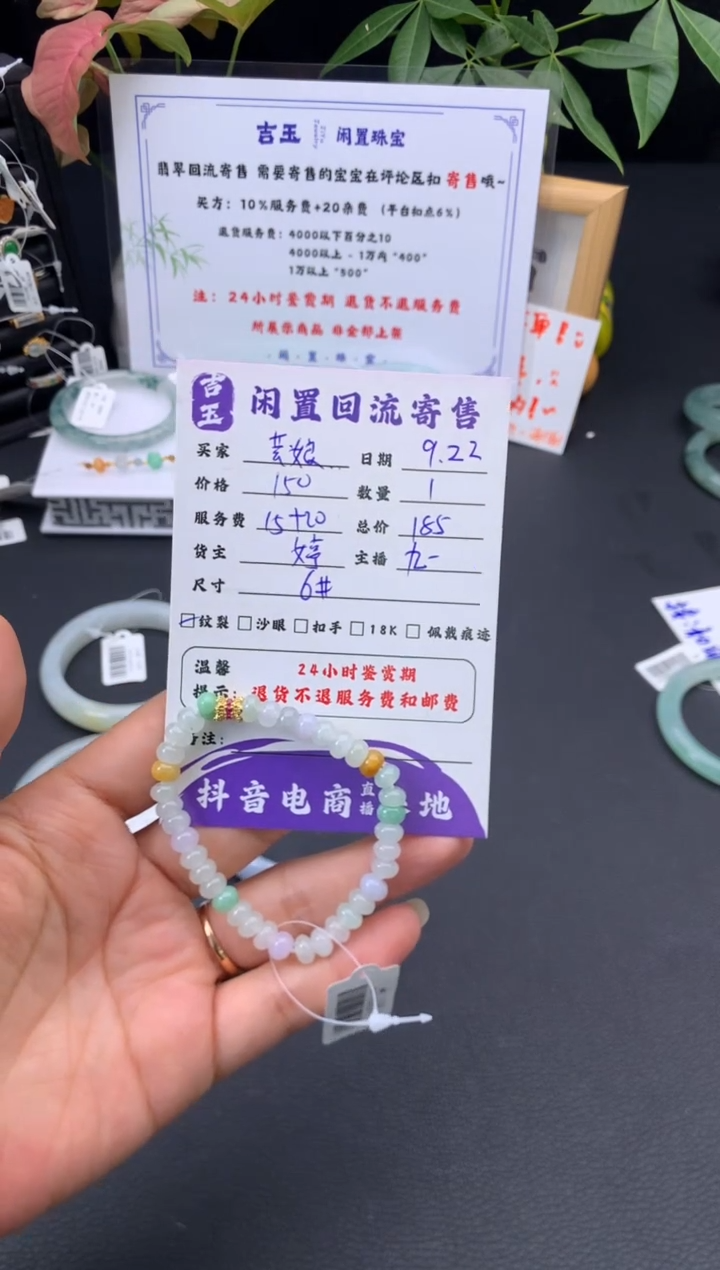 吉玉 闲置珠宝
翡翠回流寄售 需要寄售的宝宝在评论区扣 寄售哦~
买方：10%服务费+20杂费 （平台扣点6%）
退货服务费：4000以下百分之10
4000以上 - 1万内 “400”
1万以上 “500”
注：24小时鉴赏期 退货不退服务费
所展示商品 非全部上架
·闲·置·珠·宝·
吉玉 闲置回流寄售
买家 芸娘 日期 9.22
价格 150 数量 1
服务费 15+20 总价 185
货主 婷 主播 九一
尺寸 6#
纹裂 沙眼 扣手 18K 佩戴痕迹
温馨 24小时鉴赏期
提示：退货不退服务费和邮费
注：
抖音电商直播 地